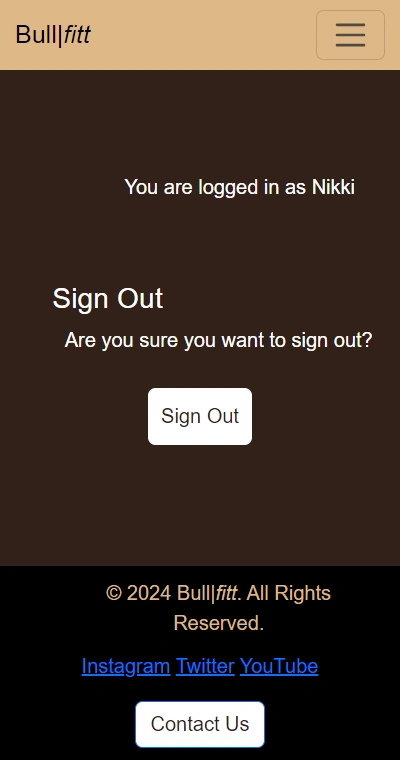 Bull|fitt
You are logged in as Nikki
Sign Out
Are you sure you want to sign out?
Sign Out
© 2024 Bull|fitt. All Rights
Reserved.
Instagram Twitter YouTube
Contact Us